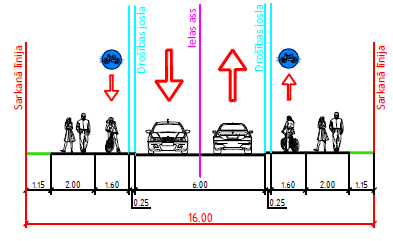 Sarkanā līnija
Drošības josla
Ielas ass
Drošības josla
Sarkanā līnija
1.15 2.00 1.60 6.00 1.60 2.00 1.15
0.25 0.25
16.00